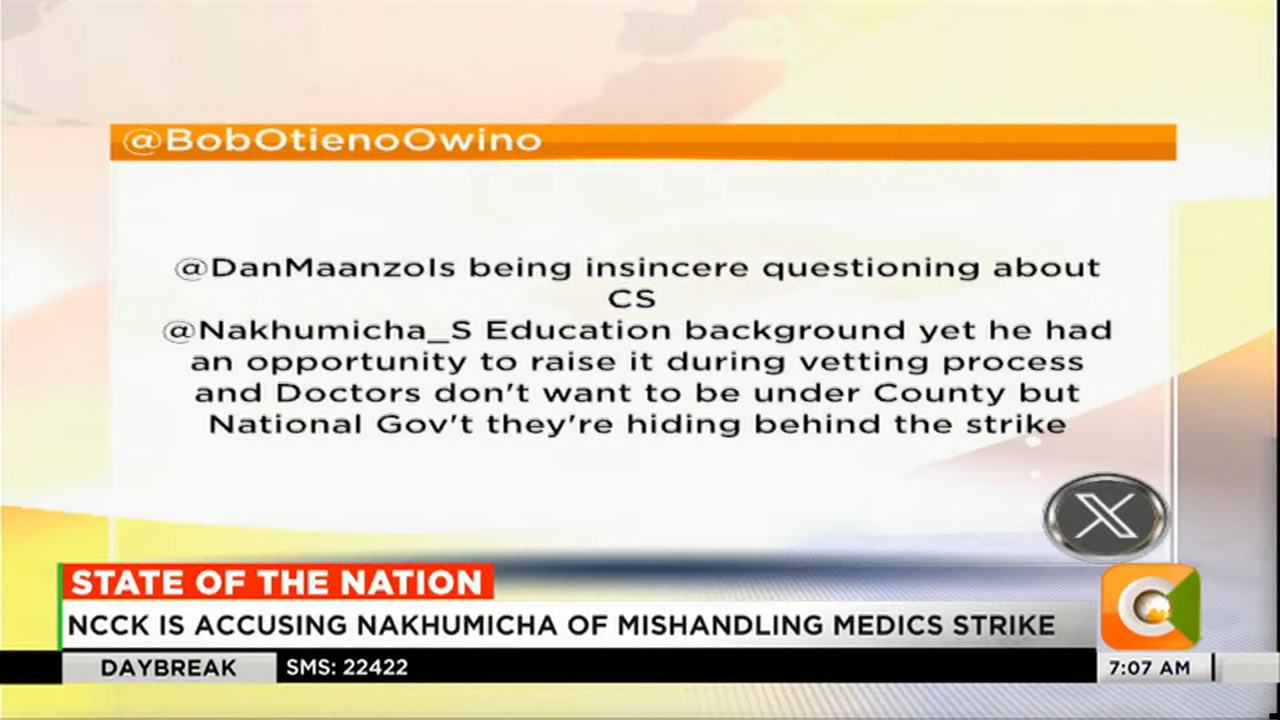 @BobOtienoOwino
@DanMaanzoIs being insincere questioning about
CS
@Nakhumicha_S Education background yet he had
an opportunity to raise it during vetting process
and Doctors don't want to be under County but
National Gov't they're hiding behind the strike
STATE OF THE NATION
NCCK IS ACCUSING NAKHUMICHA OF MISHANDLING MEDICS STRIKE
DAYBREAK SMS: 22422 7:07 AM